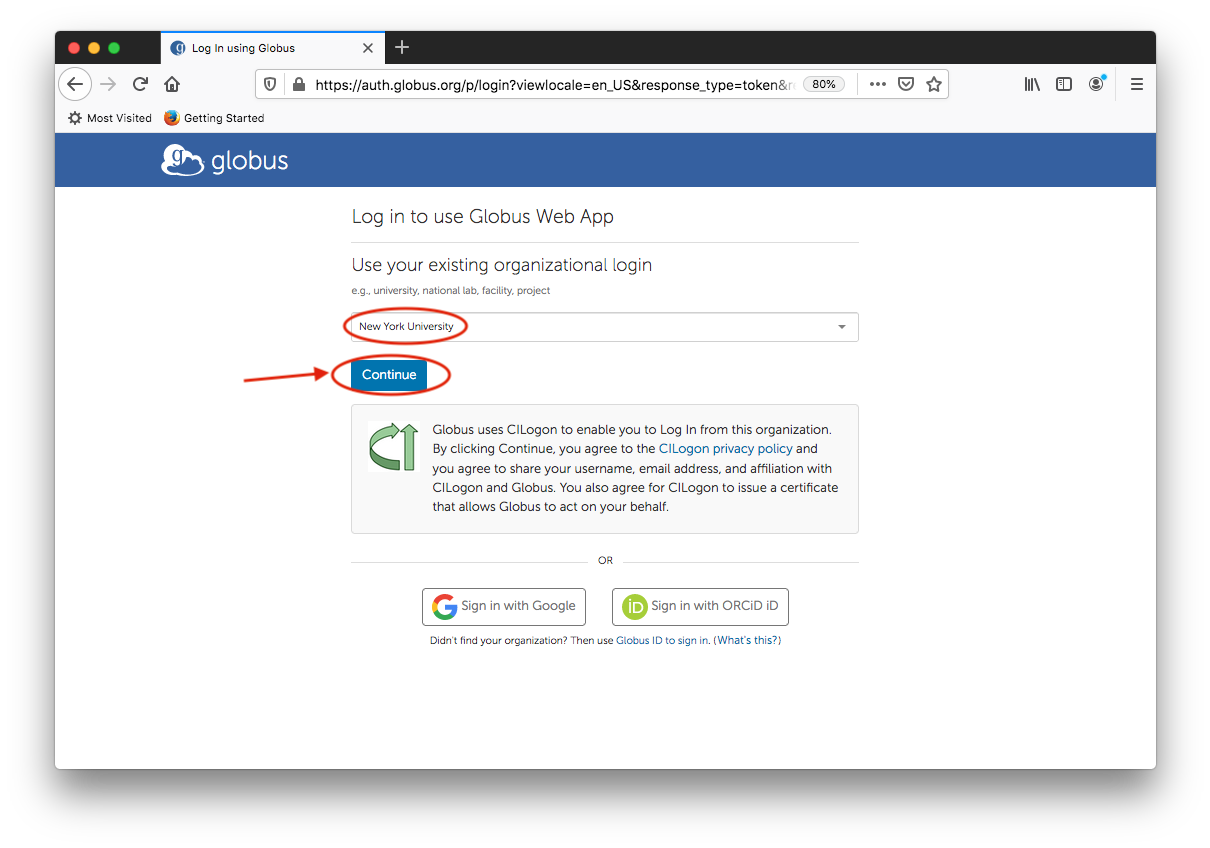 Log In using Globus
https://auth.globus.org/p/login?viewlocale=en_US&response_type=token&r
80%
Most Visited
Getting Started
globus
Log in to use Globus Web App
Use your existing organizational login
e.g., university, national lab, facility, project
New York University
Continue
Globus uses CILogon to enable you to Log In from this organization.
By clicking Continue, you agree to the CILogon privacy policy and
you agree to share your username, email address, and affiliation with
CILogon and Globus. You also agree for CILogon to issue a certificate
that allows Globus to act on your behalf.
OR
Sign in with Google
iD Sign in with ORCiD iD
Didn't find your organization? Then use Globus ID to sign in. (What's this?)